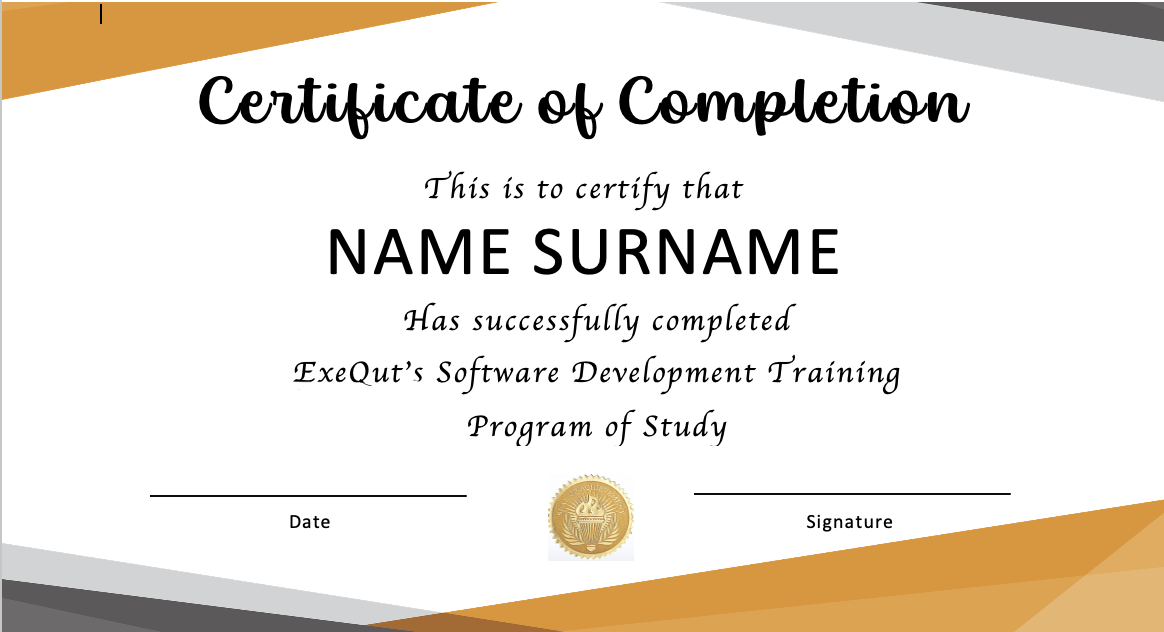 Certificate of Completion
This is to certify that
NAME SURNAME
Has successfully completed
ExeQut's Software Development Training
Program of Study
Date
Signature